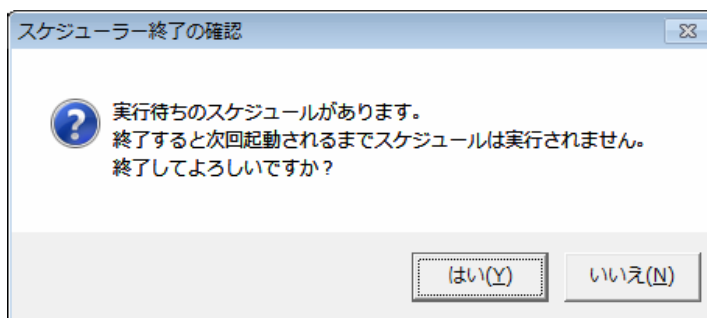 スケジューラー終了の確認
実行待ちのスケジュールがあります。
終了すると次回起動されるまでスケジュールは実行されません。
終了してよろしいですか？
はい(Y) いいえ(N)